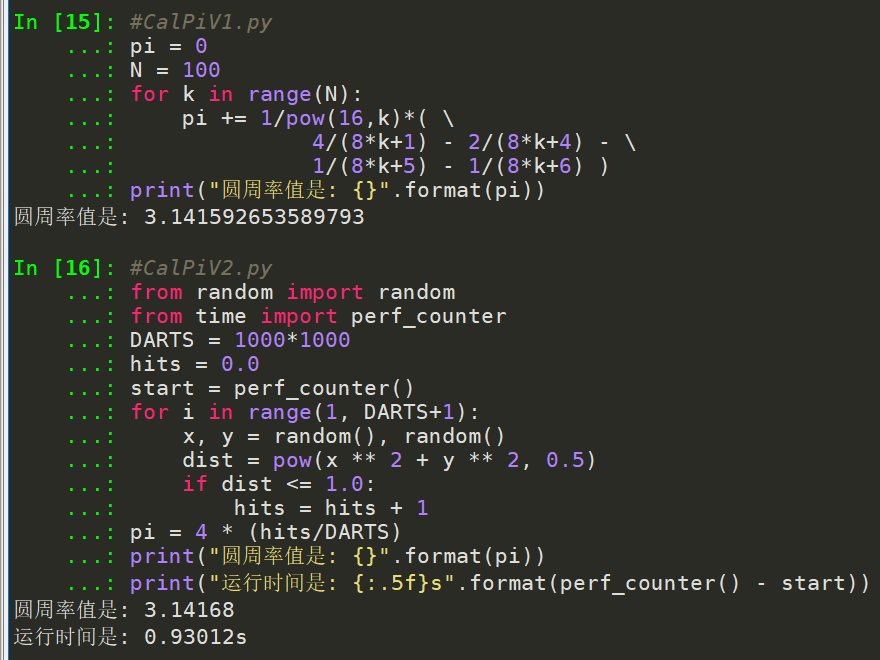 In [15]: #CalPiV1.py
    ...: pi = 0
    ...: N = 100
    ...: for k in range(N):
    ...:     pi += 1/pow(16,k)*( \
    ...:               4/(8*k+1) - 2/(8*k+4) - \
    ...:               1/(8*k+5) - 1/(8*k+6) )
    ...: print("圆周率值是: {}".format(pi))
圆周率值是: 3.141592653589793
In [16]: #CalPiV2.py
    ...: from random import random
    ...: from time import perf_counter
    ...: DARTS = 1000*1000
    ...: hits = 0.0
    ...: start = perf_counter()
    ...: for i in range(1, DARTS+1):
    ...:     x, y = random(), random()
    ...:     dist = pow(x ** 2 + y ** 2, 0.5)
    ...:     if dist <= 1.0:
    ...:         hits = hits + 1
    ...: pi = 4 * (hits/DARTS)
    ...: print("圆周率值是: {}".format(pi))
    ...: print("运行时间是: {:.5f}s".format(perf_counter() - start))
圆周率值是: 3.14168
运行时间是: 0.93012s